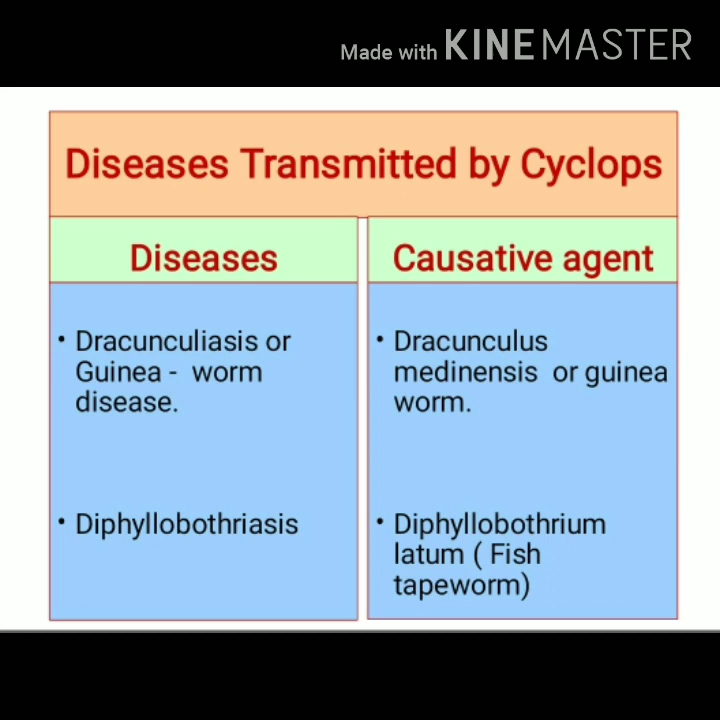 Made with KINEMASTER
Diseases Transmitted by Cyclops
Diseases
Causative agent
• Dracunculiasis or
Guinea - worm
disease.
• Dracunculus
medinensis or guinea
worm.
• Diphyllobothriasis
• Diphyllobothrium
latum ( Fish
tapeworm)